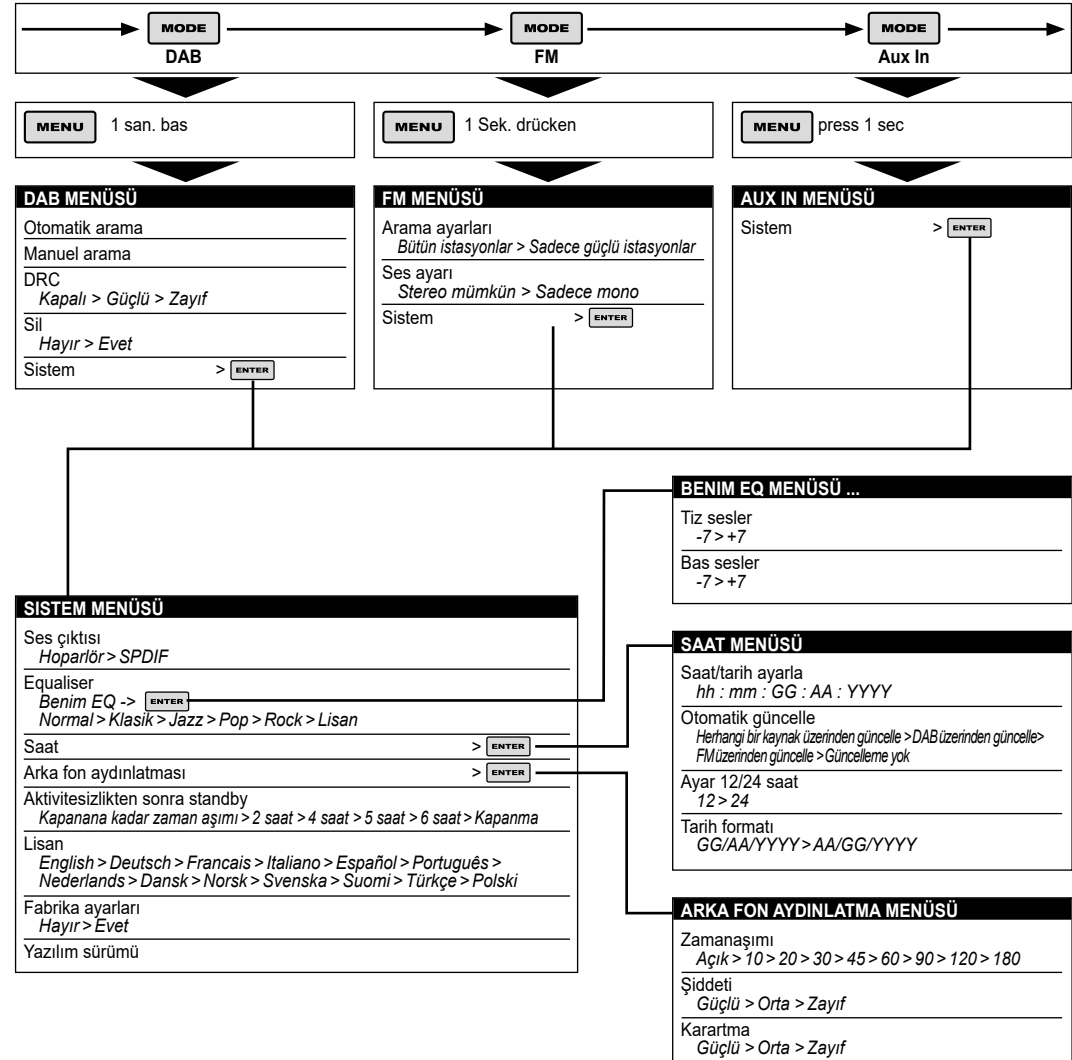 MODE
DAB
MODE
FM
MODE
Aux In
MENU 1 san. bas
MENU 1 Sek. drücken
MENU press 1 sec
DAB MENÜSÜ
Otomatik arama
Manuel arama
DRC
Kapalı > Güçlü > Zayıf
Sil
Hayır > Evet
Sistem > ENTER
FM MENÜSÜ
Arama ayarları
Bütün istasyonlar > Sadece güçlü istasyonlar
Ses ayarı
Stereo mümkün > Sadece mono
Sistem > ENTER
AUX IN MENÜSÜ
Sistem > ENTER
SISTEM MENÜSÜ
Ses çıktısı
Hoparlör > SPDIF
Equaliser
Benim EQ -> ENTER
Normal > Klasik > Jazz > Pop > Rock > Lisan
Saat > ENTER
Arka fon aydınlatması > ENTER
Aktivitesizlikten sonra standby
Kapanana kadar zaman aşımı > 2 saat > 4 saat > 5 saat > 6 saat > Kapanma
Lisan
English > Deutsch > Francais > Italiano > Español > Português >
Nederlands > Dansk > Norsk > Svenska > Suomi > Türkçe > Polski
Fabrika ayarları
Hayır > Evet
Yazılım sürümü
BENIM EQ MENÜSÜ ...
Tiz sesler
-7 > +7
Bas sesler
-7 > +7
SAAT MENÜSÜ
Saat/tarih ayarla
hh : mm : GG : AA : YYYY
Otomatik güncelle
Herhangi bir kaynak üzerinden güncelle > DAB üzerinden güncelle >
FM üzerinden güncelle > Güncelleme yok
Ayar 12/24 saat
12 > 24
Tarih formatı
GG/AA/YYYY > AA/GG/YYYY
ARKA FON AYDINLATMA MENÜSÜ
Zamanaşımı
Açık > 10 > 20 > 30 > 45 > 60 > 90 > 120 > 180
Şiddeti
Güçlü > Orta > Zayıf
Karartma
Güçlü > Orta > Zayıf